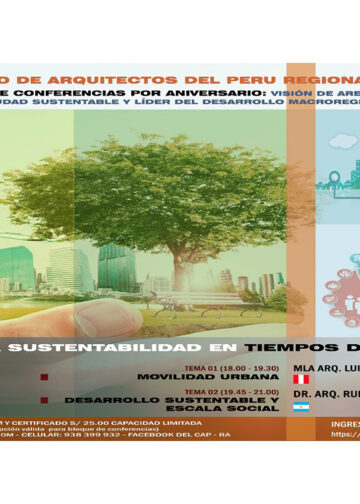 O DE ARQUITECTOS DEL PERU REGIONA
E CONFERENCIAS POR ANIVERSARIO: VISIÓN DE ARE
UDAD SUSTENTABLE Y LÍDER DEL DESARROLLO MACROREG
SUSTENTABILIDAD EN TIEMPOS D
TEMA 01 (18.00 - 19.30) MLA ARQ. LUI
MOVILIDAD URBANA
TEMA 02 (19.45 - 21.00) DR. ARQ. RU
DESARROLLO SUSTENTABLE Y
ESCALA SOCIAL
M Y CERTIFICADO S/ 25.00 CAPACIDAD LIMITADA INGRES
pción válida para bloque de conferencias) http://
OM - CELULAR: 938 399 932 - FACEBOOK DEL CAP - RA